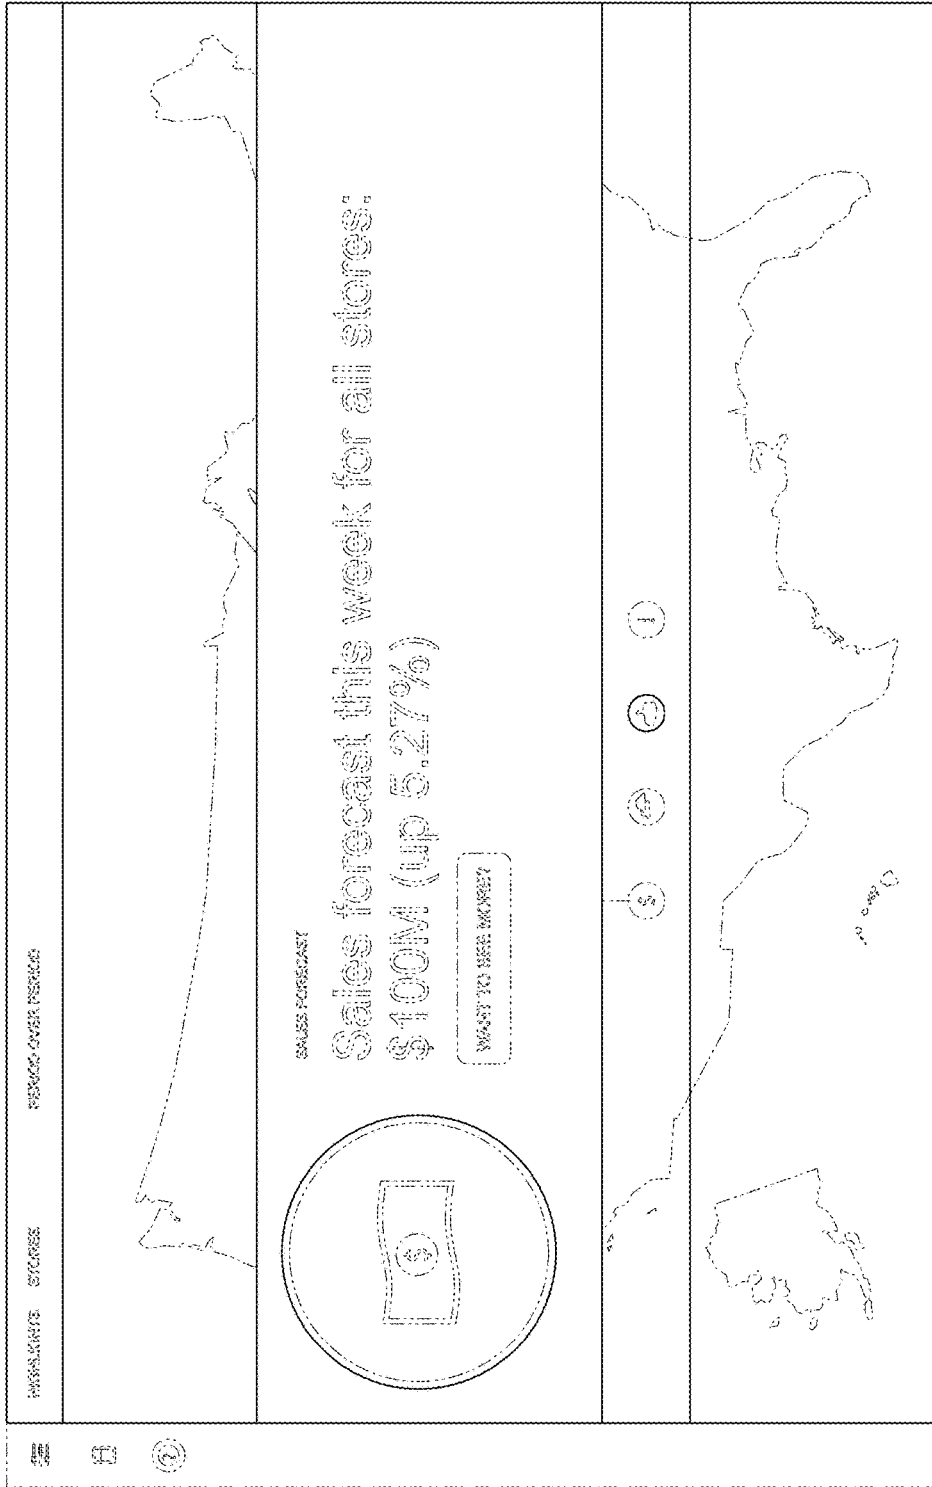 HIGHLIGHTS STORES PERIOD OVER PERIOD
SALES FORECAST
Sales forecast this week for all stores:
$100M (up 5.27%)
WANT TO SEE MORE?
$
$
!
?